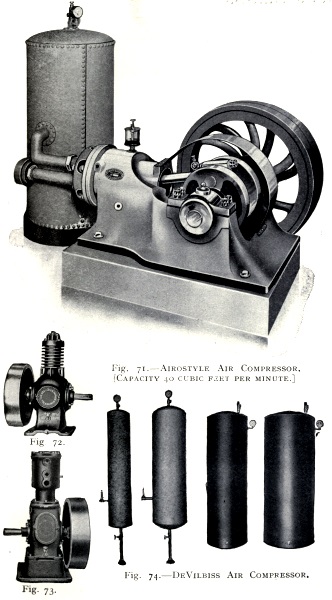 Fig. 71.—Airostyle Air Compressor.
[Capacity 40 cubic feet per minute.]
Fig 72.
Fig. 73.
Fig. 74.—DeVilbiss Air Compressor.